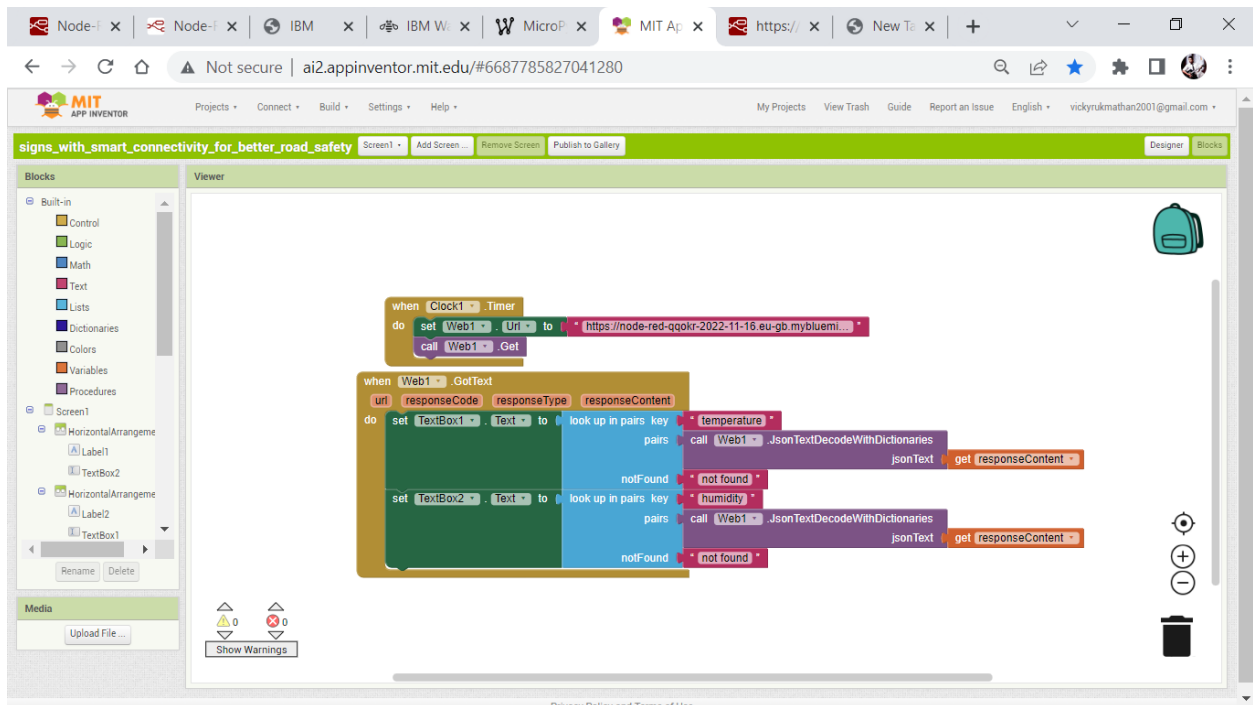 Node-F
Node-F
IBM
IBM Wa
MicroP
MIT Ap
https://
New Ta
Not secure | ai2.appinventor.mit.edu/#6687785827041280
MIT
APP INVENTOR
Projects Connect Build Settings Help My Projects View Trash Guide Report an Issue English vickyrukmathan2001@gmail.com
signs_with_smart_connectivity_for_better_road_safety Screen1 Add Screen ... Remove Screen Publish to Gallery Designer Blocks
Blocks
Viewer
Built-in
Control
Logic
Math
Text
Lists
Dictionaries
Colors
Variables
Procedures
Screen1
HorizontalArrangeme
Label1
TextBox2
HorizontalArrangeme
Label2
TextBox1
Rename Delete
Media
Upload File ...
when Clock1 .Timer
do set Web1 . Url to " https://node-red-qqokr-2022-11-16.eu-gb.mybluemi... "
call Web1 .Get
when Web1 .GotText
url responseCode responseType responseContent
do set TextBox1 . Text to look up in pairs key " temperature "
pairs call Web1 .JsonTextDecodeWithDictionaries
jsonText get responseContent
notFound " not found "
set TextBox2 . Text to look up in pairs key " humidity "
pairs call Web1 .JsonTextDecodeWithDictionaries
jsonText get responseContent
notFound " not found "
0 0
Show Warnings
Privacy Policy and Terms of Use